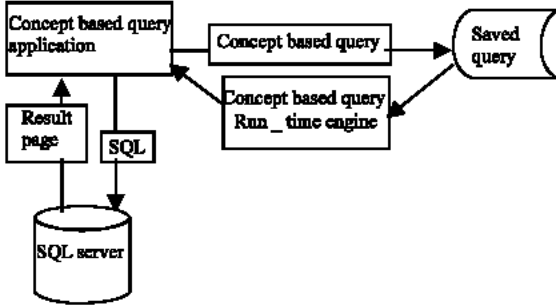 Concept based query
application
Concept based query
Saved
query
Concept based query
Run _ time engine
Result
page
SQL
SQL server